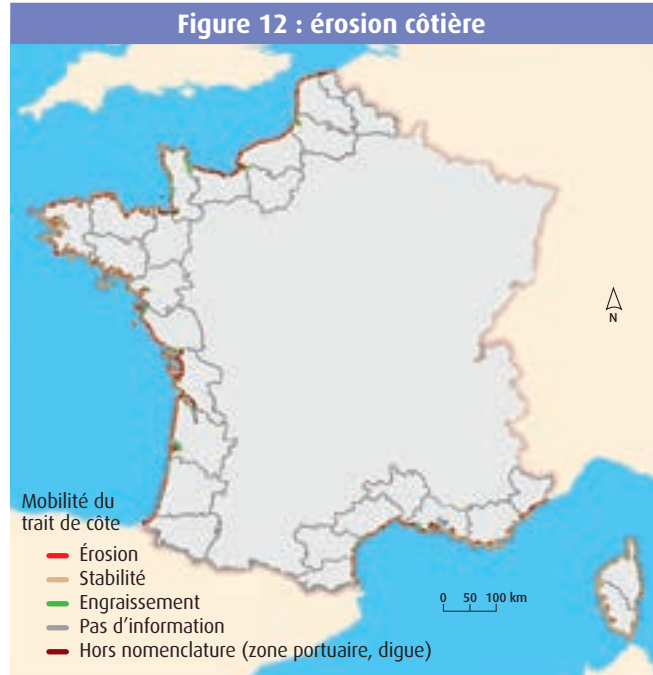 Figure 12 : érosion côtière
N
Mobilité du
trait de côte
Érosion
Stabilité
Engraissement
Pas d'information
Hors nomenclature (zone portuaire, digue)
0 50 100 km